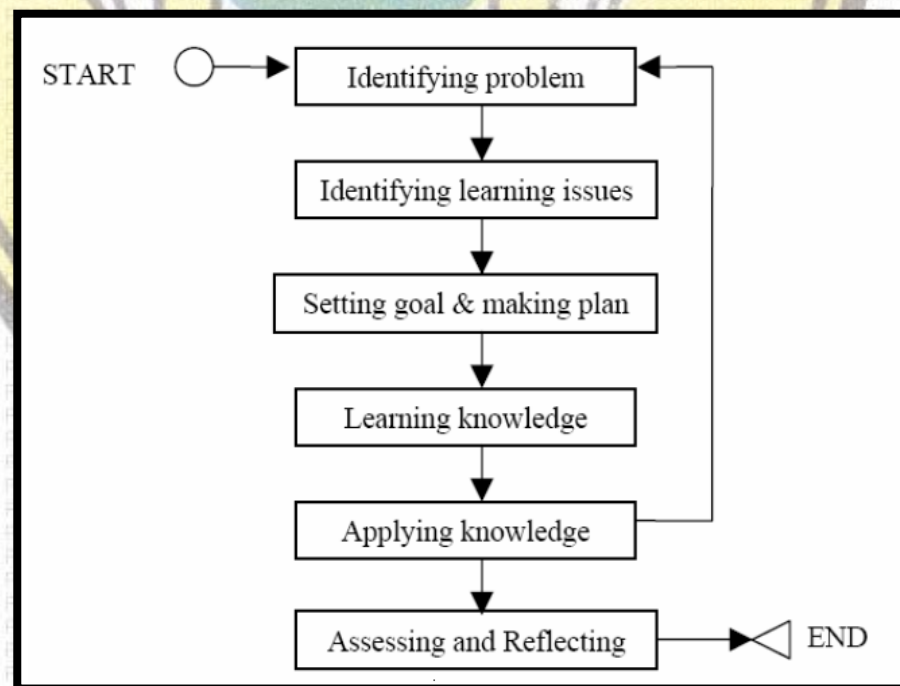 START
Identifying problem
Identifying learning issues
Setting goal & making plan
Learning knowledge
Applying knowledge
Assessing and Reflecting
END